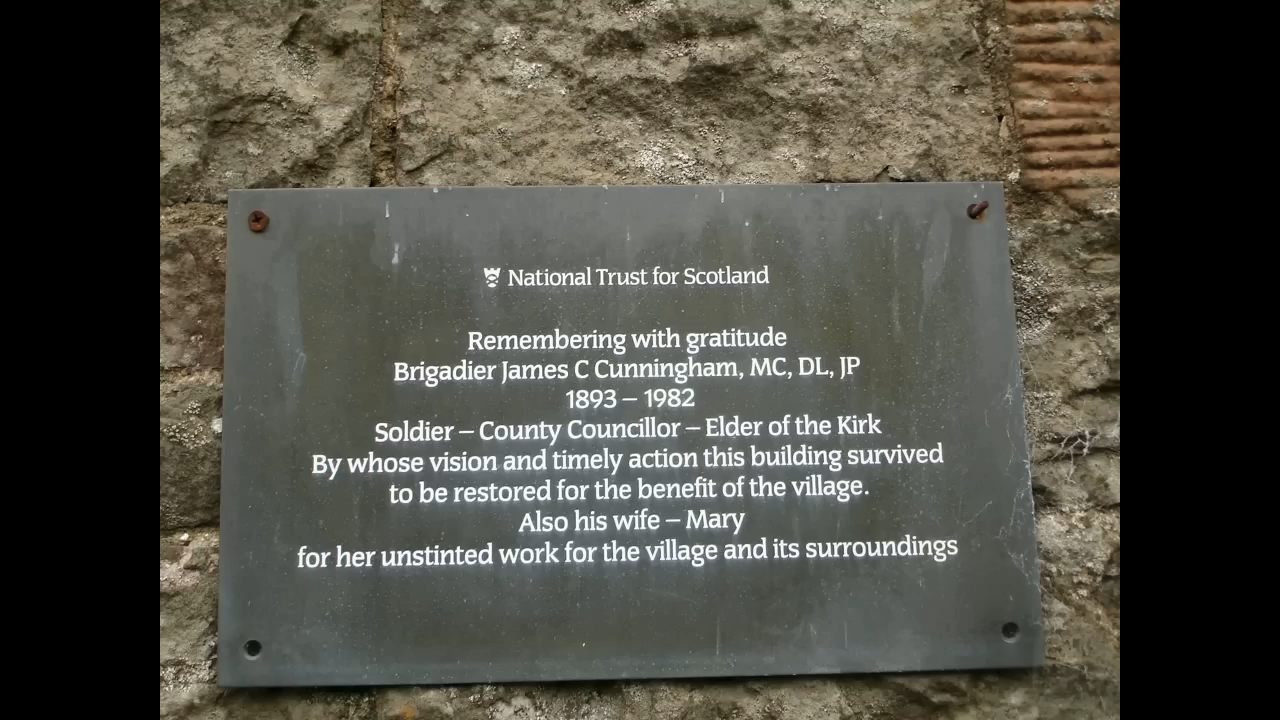 National Trust for Scotland
Remembering with gratitude
Brigadier James C Cunningham, MC, DL, JP
1893 – 1982
Soldier – County Councillor – Elder of the Kirk
By whose vision and timely action this building survived
to be restored for the benefit of the village.
Also his wife – Mary
for her unstinted work for the village and its surroundings